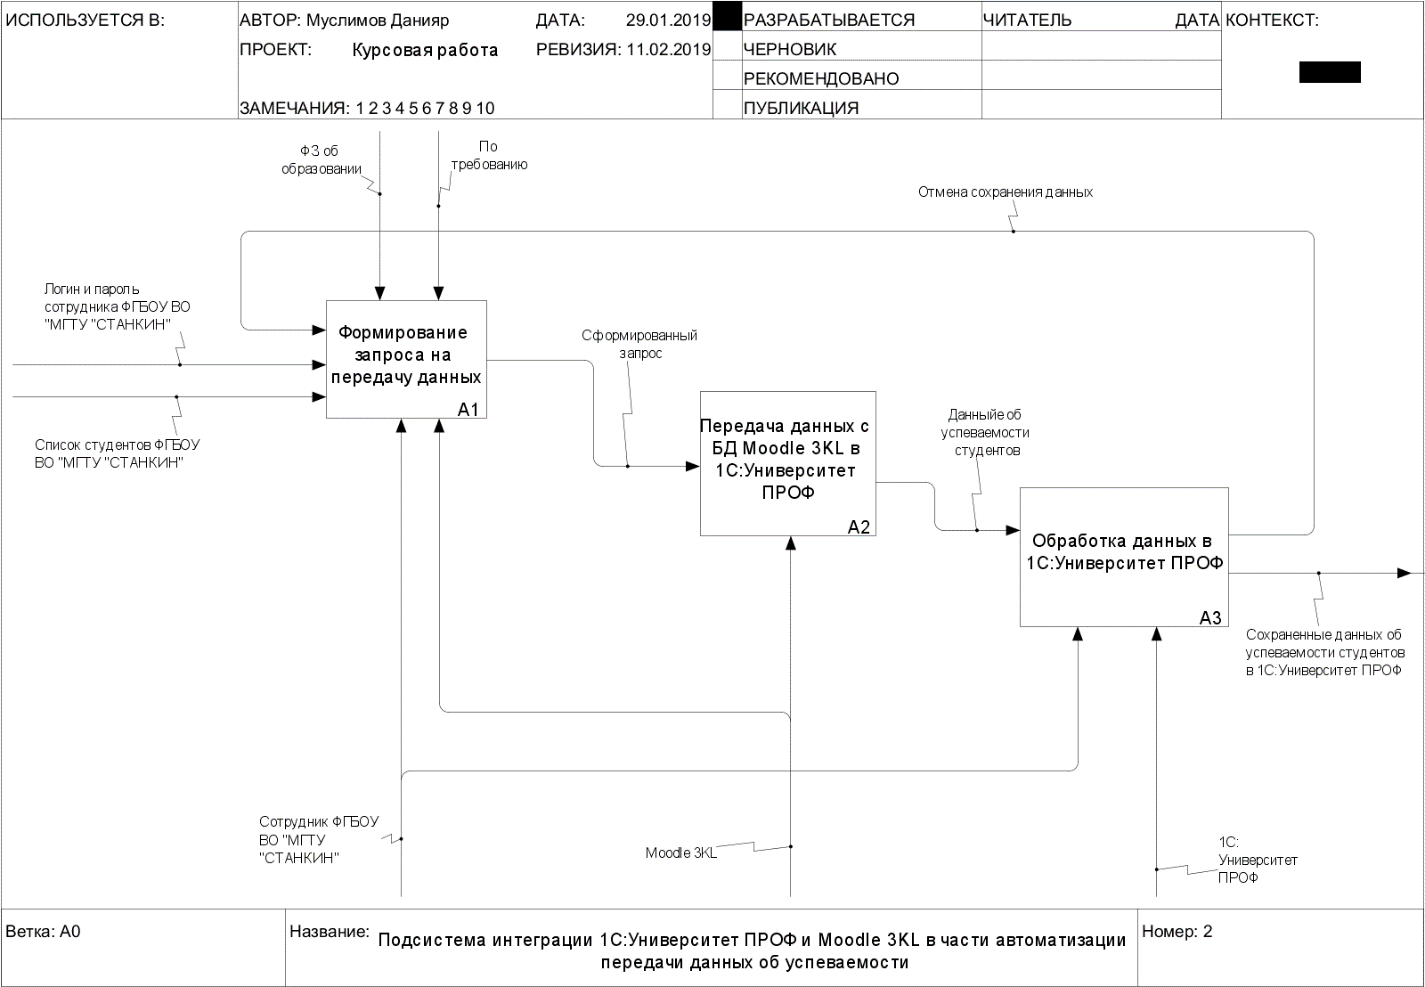 ИСПОЛЬЗУЕТСЯ В:
АВТОР: Муслимов Данияр
ДАТА: 29.01.2019
РАЗРАБАТЫВАЕТСЯ
ЧИТАТЕЛЬ
ДАТА
КОНТЕКСТ:
ПРОЕКТ: Курсовая работа
РЕВИЗИЯ: 11.02.2019
ЧЕРНОВИК
РЕКОМЕНДОВАНО
ЗАМЕЧАНИЯ: 1 2 3 4 5 6 7 8 9 10
ПУБЛИКАЦИЯ
ФЗ об
образовании
По
требованию
Отмена сохранения данных
Логин и пароль
сотрудника ФГБОУ ВО
"МГТУ "СТАНКИН"
Формирование
запроса на
передачу данных
A1
Список студентов ФГБОУ
ВО "МГТУ "СТАНКИН"
Сформированный
запрос
Передача данных с
БД Moodle 3KL в
1С:Университет
ПРОФ
A2
Данныйе об
успеваемости
студентов
Обработка данных в
1С:Университет ПРОФ
A3
Сохраненные данных об
успеваемости студентов
в 1С:Университет ПРОФ
Сотрудник ФГБОУ
ВО "МГТУ
"СТАНКИН"
Moodle 3KL
1С:
Университет
ПРОФ
Ветка: A0
Название: Подсистема интеграции 1С:Университет ПРОФ и Moodle 3KL в части автоматизации
передачи данных об успеваемости
Номер: 2